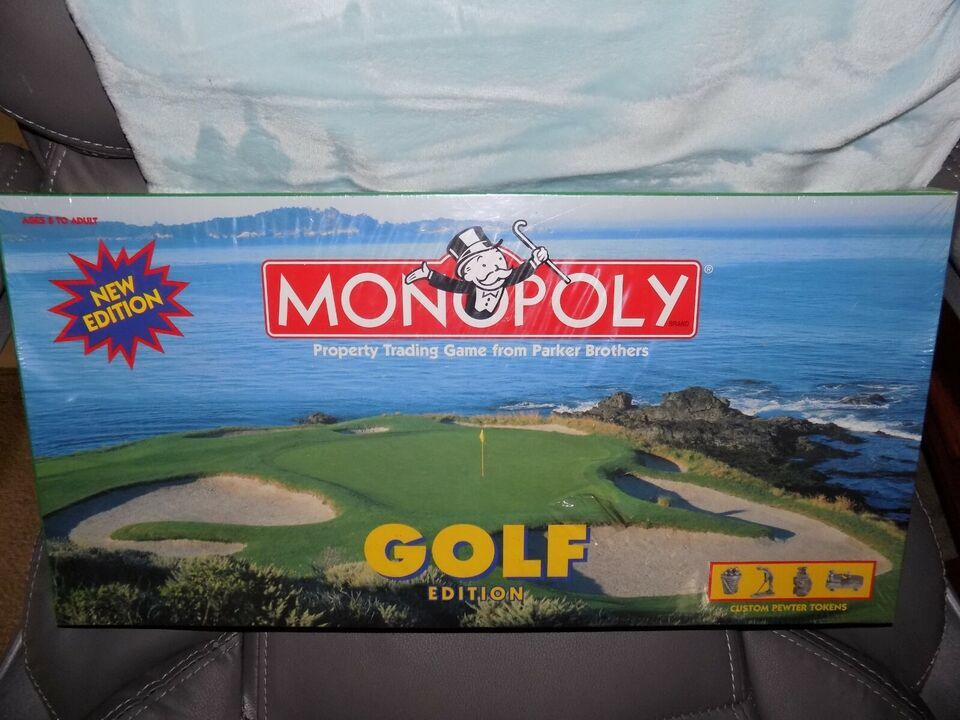 AGES 8 TO ADULT
NEW
EDITION
MONOPOLY®
BRAND
Property Trading Game from Parker Brothers
GOLF
EDITION
CUSTOM PEWTER TOKENS